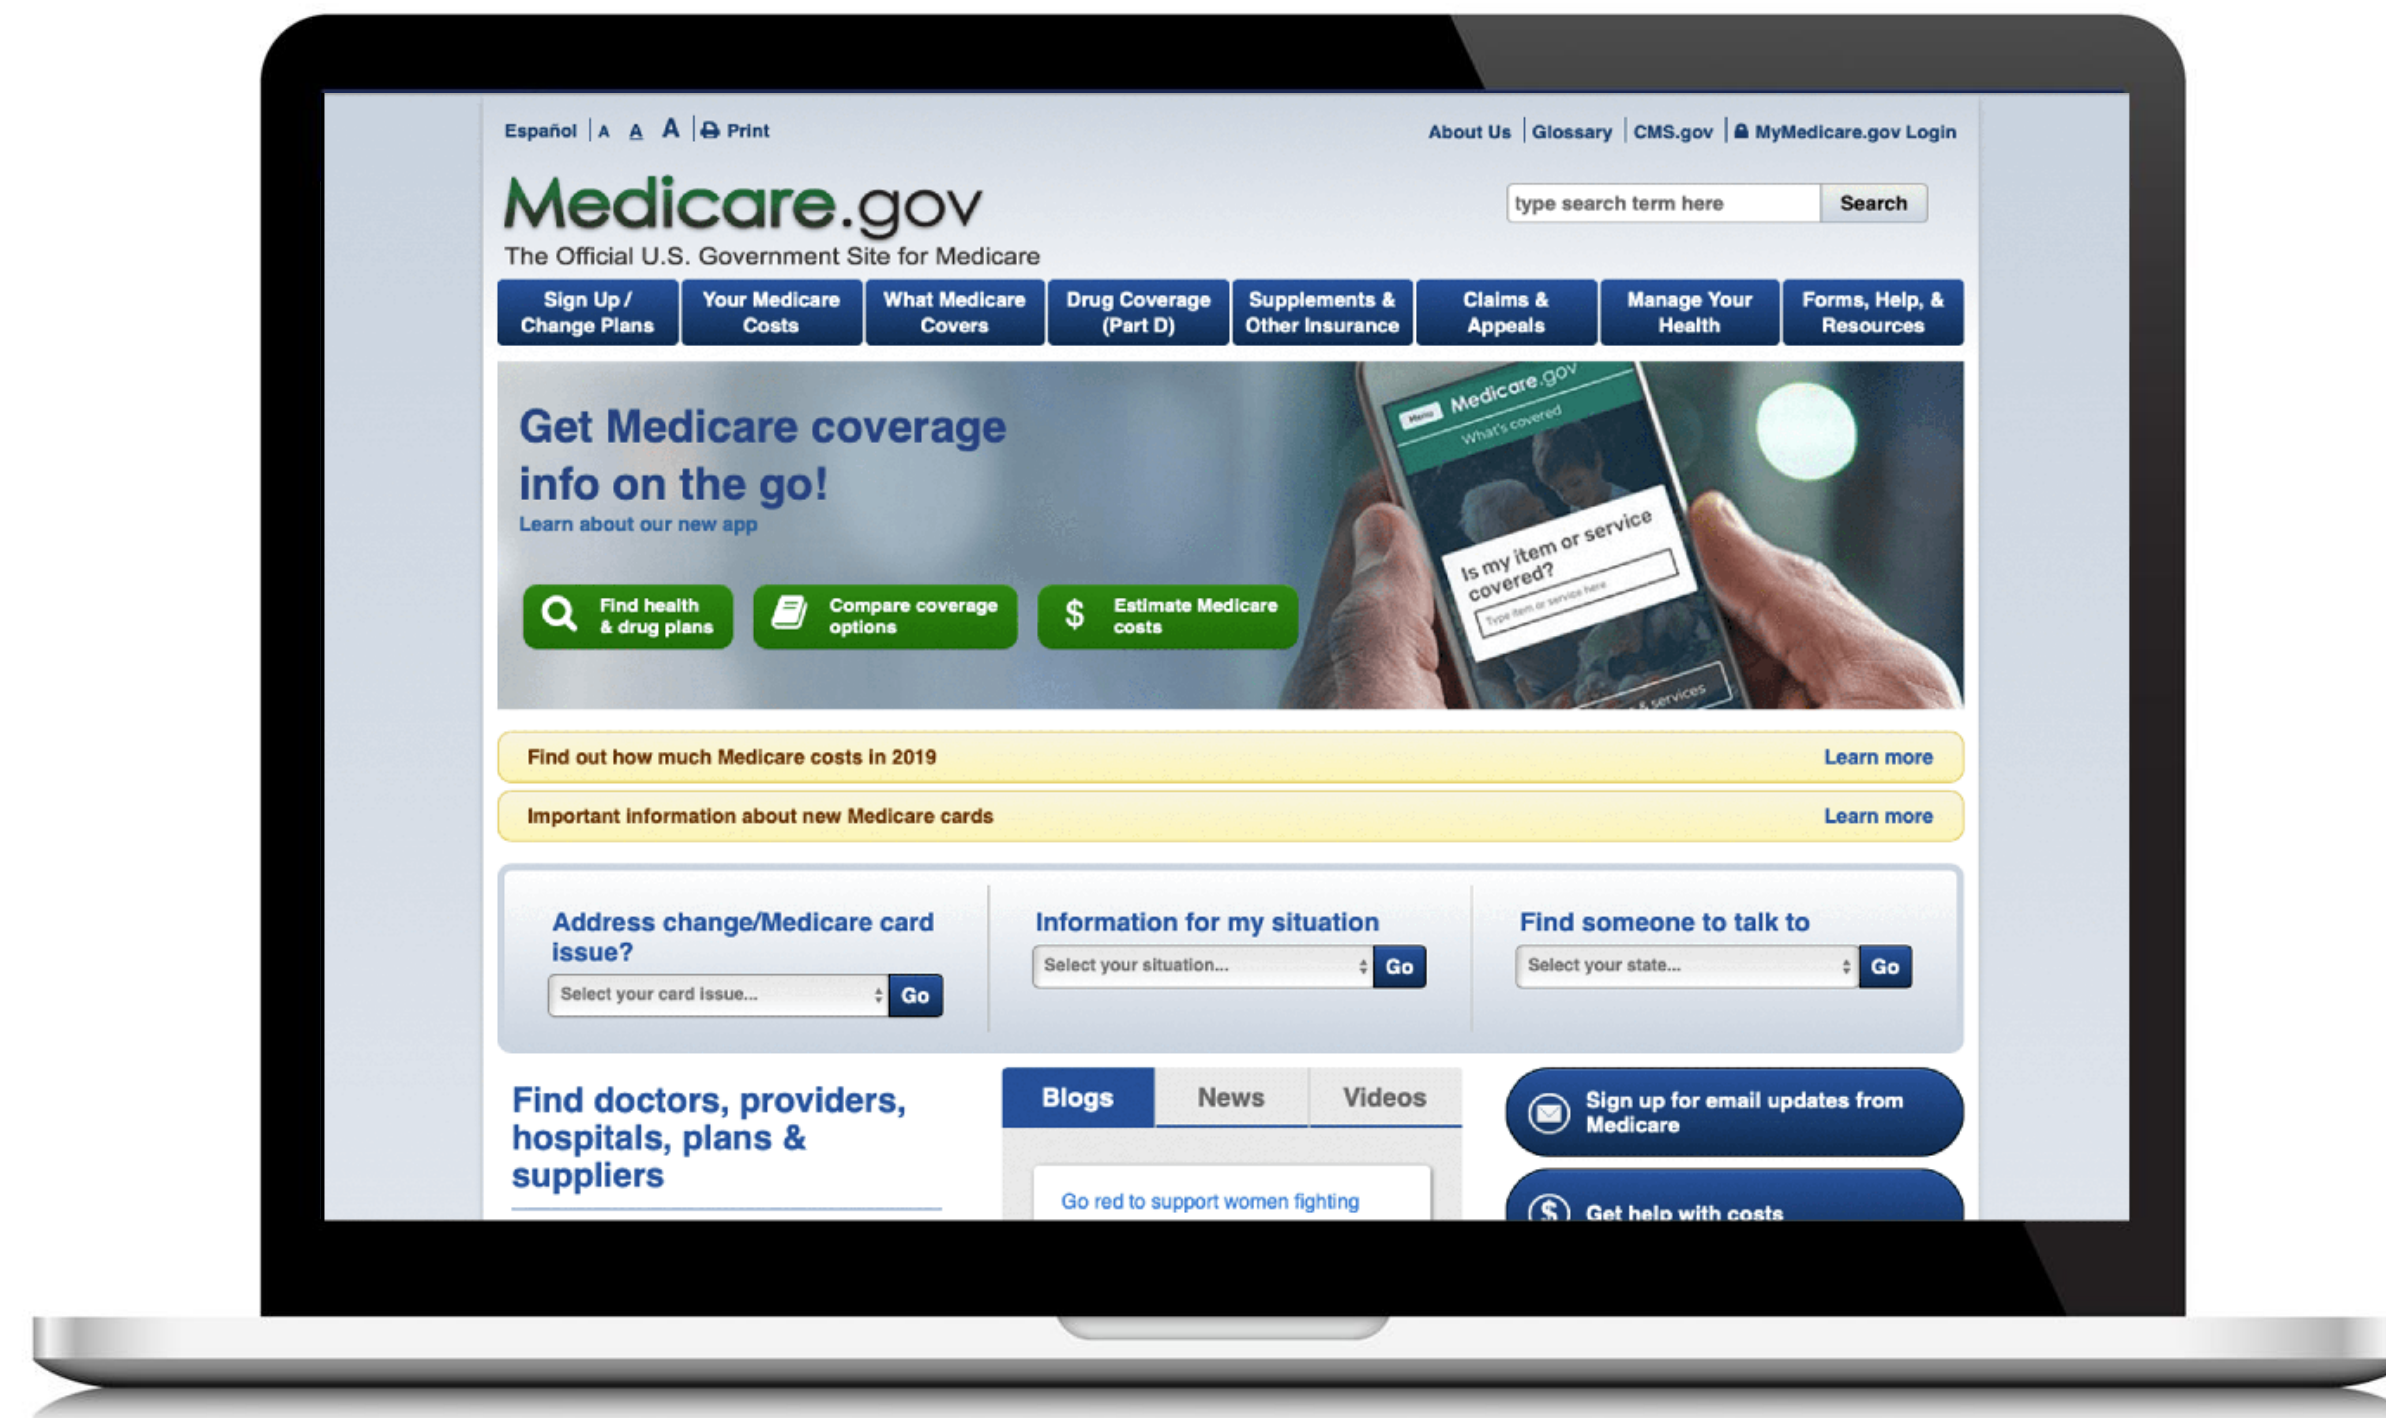 Español A A A Print
About Us Glossary CMS.gov MyMedicare.gov Login
Medicare.gov
The Official U.S. Government Site for Medicare
type search term here Search
Sign Up /
Change Plans
Your Medicare
Costs
What Medicare
Covers
Drug Coverage
(Part D)
Supplements &
Other Insurance
Claims &
Appeals
Manage Your
Health
Forms, Help, &
Resources
Get Medicare coverage
info on the go!
Learn about our new app
Find health
& drug plans
Compare coverage
options
$ Estimate Medicare
costs
Menu Medicare.gov
What's covered
Is my item or service
covered?
Type item or service here
& services
Find out how much Medicare costs in 2019 Learn more
Important information about new Medicare cards Learn more
Address change/Medicare card
issue?
Select your card issue... Go
Information for my situation
Select your situation... Go
Find someone to talk to
Select your state... Go
Find doctors, providers,
hospitals, plans &
suppliers
Blogs News Videos
Go red to support women fighting
Sign up for email updates from
Medicare
$ Get help with costs